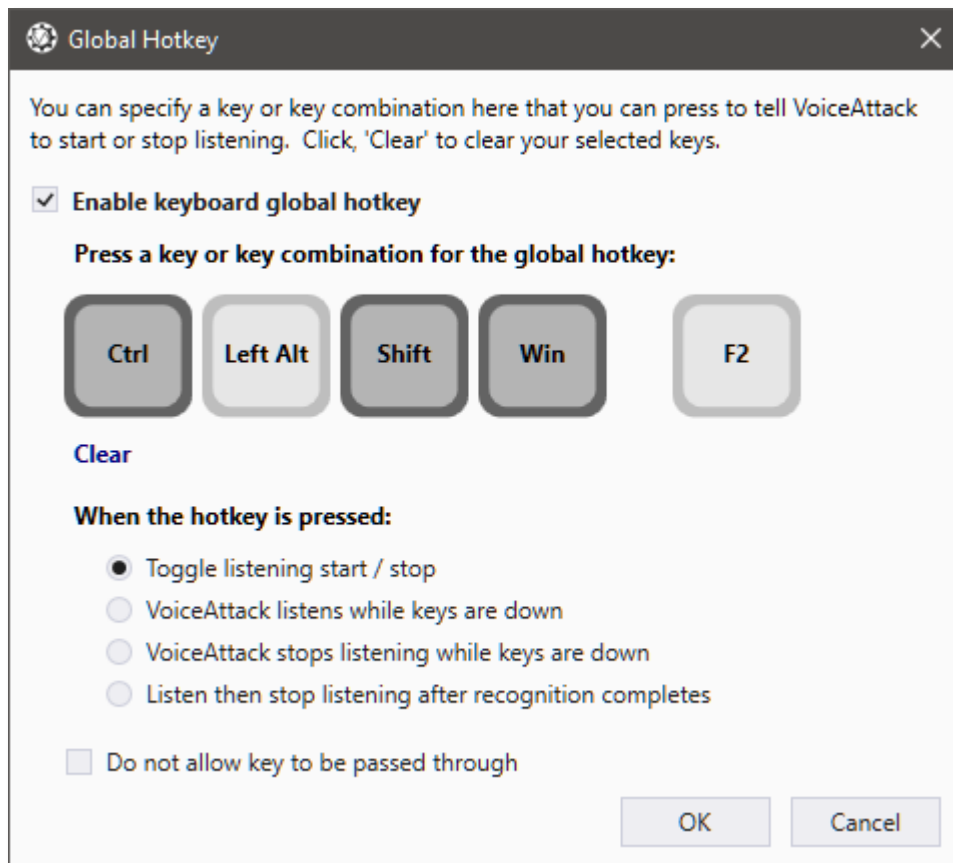 Global Hotkey
You can specify a key or key combination here that you can press to tell VoiceAttack
to start or stop listening.  Click, 'Clear' to clear your selected keys.
Enable keyboard global hotkey
Press a key or key combination for the global hotkey:
Ctrl Left Alt Shift Win F2
Clear
When the hotkey is pressed:
Toggle listening start / stop
VoiceAttack listens while keys are down
VoiceAttack stops listening while keys are down
Listen then stop listening after recognition completes
Do not allow key to be passed through
OK Cancel